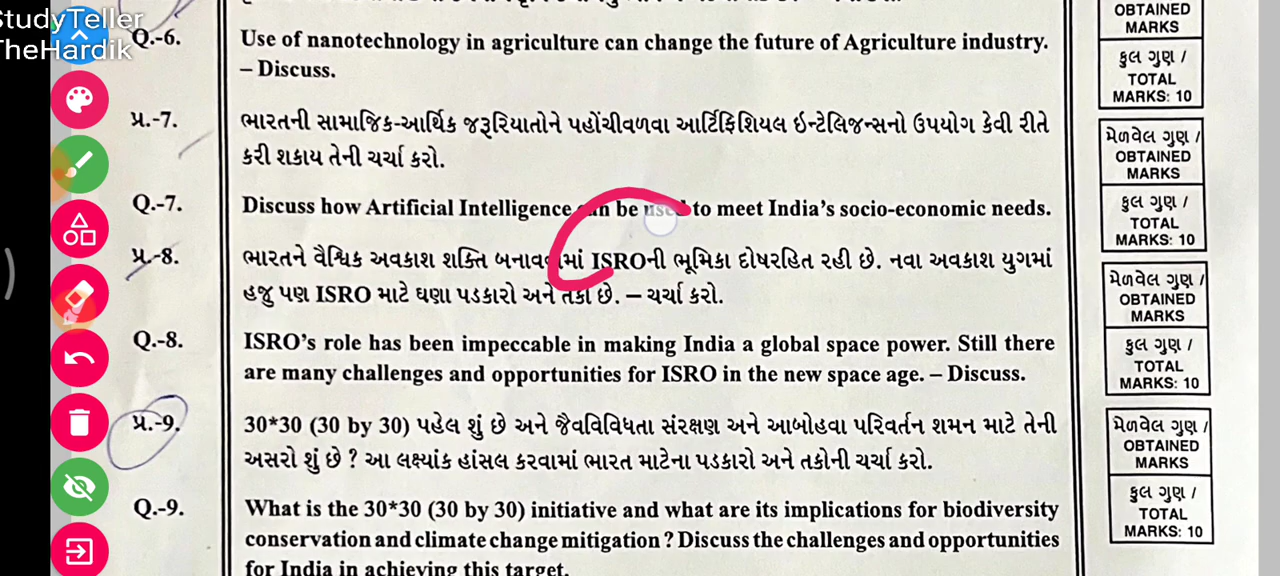 StudyTeller
TheHardik
Q.-6.
Use of nanotechnology in agriculture can change the future of Agriculture industry.
– Discuss.
પ્ર.-7.
ભારતની સામાજિક-આર્થિક જરૂરિયાતોને પહોંચીવળવા આર્ટિફિશિયલ ઇન્ટેલિજન્સનો ઉપયોગ કેવી રીતે
કરી શકાય તેની ચર્ચા કરો.
Q.-7.
Discuss how Artificial Intelligence can be used to meet India's socio-economic needs.
પ્ર.-8.
ભારતને વૈશ્વિક અવકાશ શક્તિ બનાવવામાં ISROની ભૂમિકા દોષરહિત રહી છે. નવા અવકાશ યુગમાં
હજુ પણ ISRO માટે ઘણા પડકારો અને તકો છે. – ચર્ચા કરો.
Q.-8.
ISRO's role has been impeccable in making India a global space power. Still there
are many challenges and opportunities for ISRO in the new space age. – Discuss.
પ્ર.-9.
30*30 (30 by 30) પહેલ શું છે અને જૈવવિવિધતા સંરક્ષણ અને આબોહવા પરિવર્તન શમન માટે તેની
અસરો શું છે ? આ લક્ષ્યાંક હાંસલ કરવામાં ભારત માટેના પડકારો અને તકોની ચર્ચા કરો.
Q.-9.
What is the 30*30 (30 by 30) initiative and what are its implications for biodiversity
conservation and climate change mitigation ? Discuss the challenges and opportunities
for India in achieving this target.
OBTAINED
MARKS
કુલ ગુણ /
TOTAL
MARKS: 10
મેળવેલ ગુણ /
OBTAINED
MARKS
કુલ ગુણ /
TOTAL
MARKS: 10
મેળવેલ ગુણ /
OBTAINED
MARKS
કુલ ગુણ /
TOTAL
MARKS: 10
મેળવેલ ગુણ /
OBTAINED
MARKS
કુલ ગુણ /
TOTAL
MARKS: 10